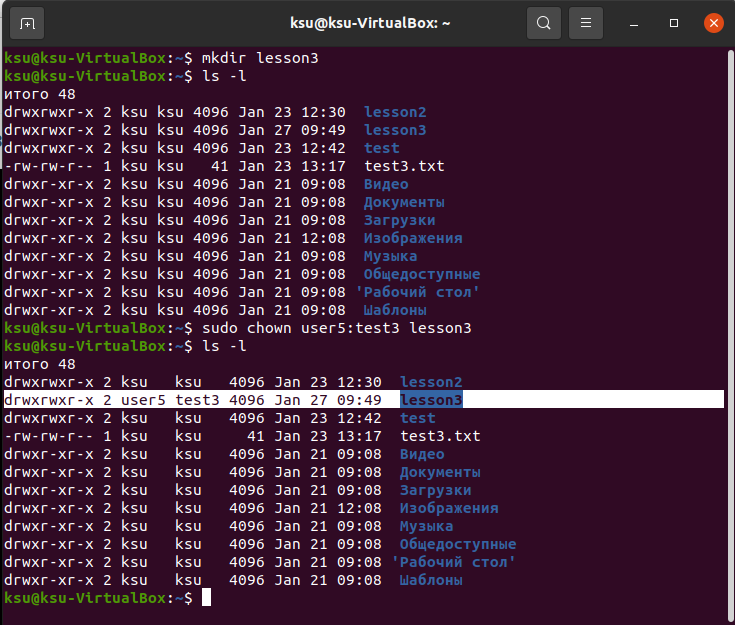 ksu@ksu-VirtualBox: ~
ksu@ksu-VirtualBox:~$ mkdir lesson3
ksu@ksu-VirtualBox:~$ ls -l
итого 48
drwxrwxr-x 2 ksu ksu 4096 Jan 23 12:30  lesson2
drwxrwxr-x 2 ksu ksu 4096 Jan 27 09:49  lesson3
drwxrwxr-x 2 ksu ksu 4096 Jan 23 12:42  test
-rw-rw-r-- 1 ksu ksu   41 Jan 23 13:17  test3.txt
drwxr-xr-x 2 ksu ksu 4096 Jan 21 09:08  Видео
drwxr-xr-x 2 ksu ksu 4096 Jan 21 09:08  Документы
drwxr-xr-x 2 ksu ksu 4096 Jan 21 09:08  Загрузки
drwxr-xr-x 2 ksu ksu 4096 Jan 21 12:08  Изображения
drwxr-xr-x 2 ksu ksu 4096 Jan 21 09:08  Музыка
drwxr-xr-x 2 ksu ksu 4096 Jan 21 09:08  Общедоступные
drwxr-xr-x 2 ksu ksu 4096 Jan 21 09:08 'Рабочий стол'
drwxr-xr-x 2 ksu ksu 4096 Jan 21 09:08  Шаблоны
ksu@ksu-VirtualBox:~$ sudo chown user5:test3 lesson3
ksu@ksu-VirtualBox:~$ ls -l
итого 48
drwxrwxr-x 2 ksu   ksu   4096 Jan 23 12:30  lesson2
drwxrwxr-x 2 user5 test3 4096 Jan 27 09:49  lesson3
drwxrwxr-x 2 ksu   ksu   4096 Jan 23 12:42  test
-rw-rw-r-- 1 ksu   ksu     41 Jan 23 13:17  test3.txt
drwxr-xr-x 2 ksu   ksu   4096 Jan 21 09:08  Видео
drwxr-xr-x 2 ksu   ksu   4096 Jan 21 09:08  Документы
drwxr-xr-x 2 ksu   ksu   4096 Jan 21 09:08  Загрузки
drwxr-xr-x 2 ksu   ksu   4096 Jan 21 12:08  Изображения
drwxr-xr-x 2 ksu   ksu   4096 Jan 21 09:08  Музыка
drwxr-xr-x 2 ksu   ksu   4096 Jan 21 09:08  Общедоступные
drwxr-xr-x 2 ksu   ksu   4096 Jan 21 09:08 'Рабочий стол'
drwxr-xr-x 2 ksu   ksu   4096 Jan 21 09:08  Шаблоны
ksu@ksu-VirtualBox:~$